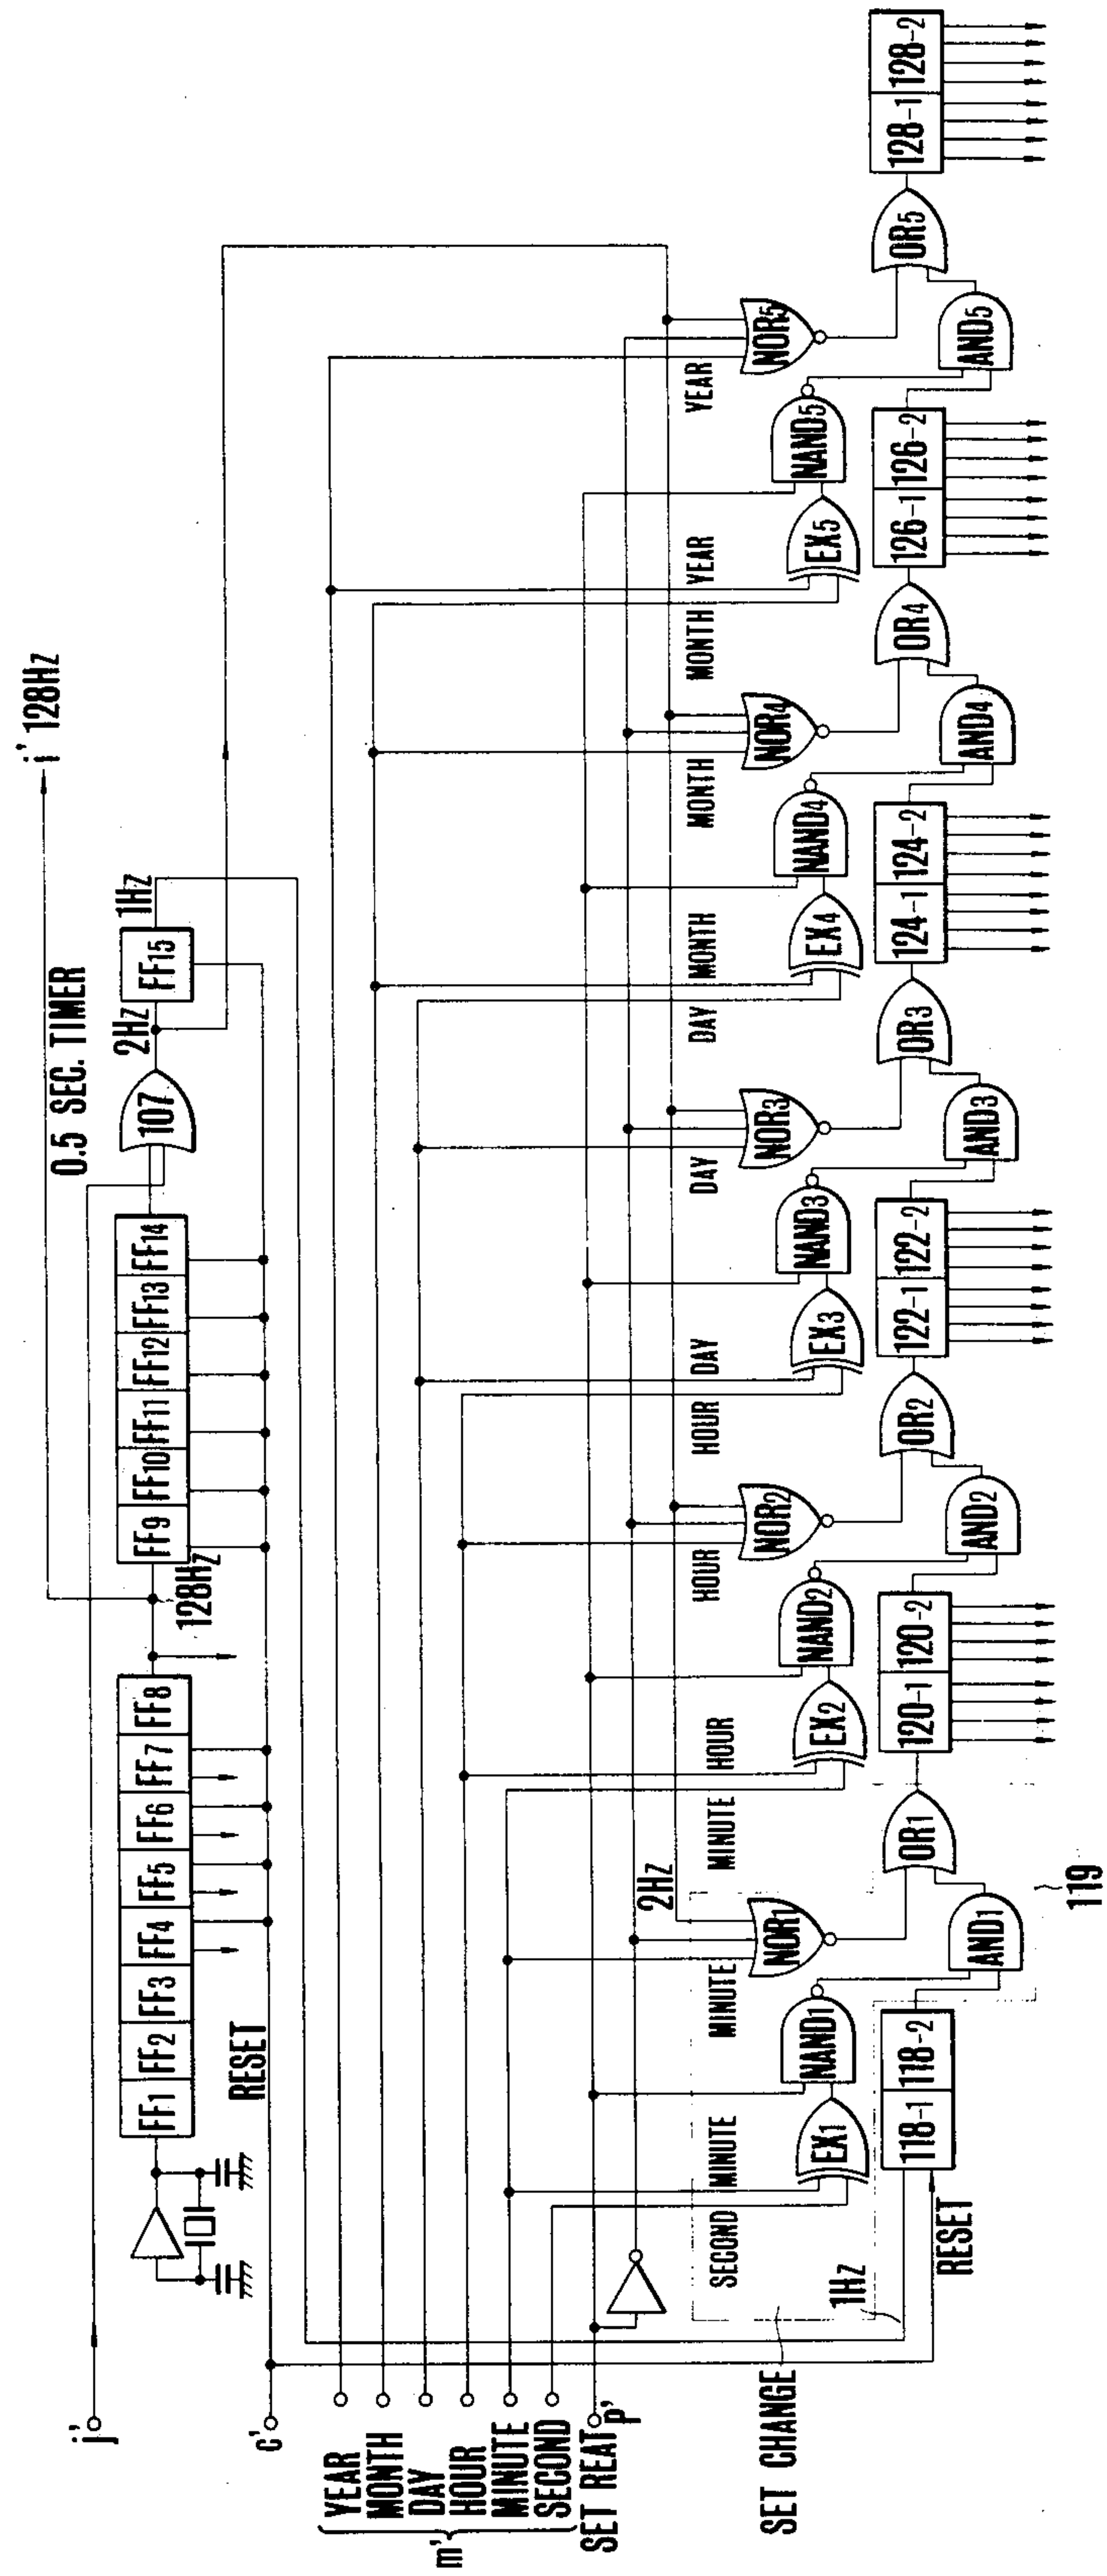 i' 128Hz
0.5 SEC. TIMER
j'
FF1 FF2 FF3 FF4 FF5 FF6 FF7 FF8
128Hz
FF9 FF10 FF11 FF12 FF13 FF14
107
2Hz
FF15
1Hz
RESET
c'
m'
YEAR
MONTH
DAY
HOUR
MINUTE
SECOND
SET REAT
p'
2Hz
SECOND MINUTE MINUTE MINUTE HOUR HOUR HOUR DAY DAY DAY MONTH MONTH MONTH YEAR YEAR
NOR1 NOR2 NOR3 NOR4 NOR5
NAND1 NAND2 NAND3 NAND4 NAND5
EX1 EX2 EX3 EX4 EX5
SET CHANGE
1Hz
118-1 118-2 120-1 120-2 122-1 122-2 124-1 124-2 126-1 126-2 128-1 128-2
OR1 OR2 OR3 OR4 OR5
RESET
AND1 AND2 AND3 AND4 AND5
119